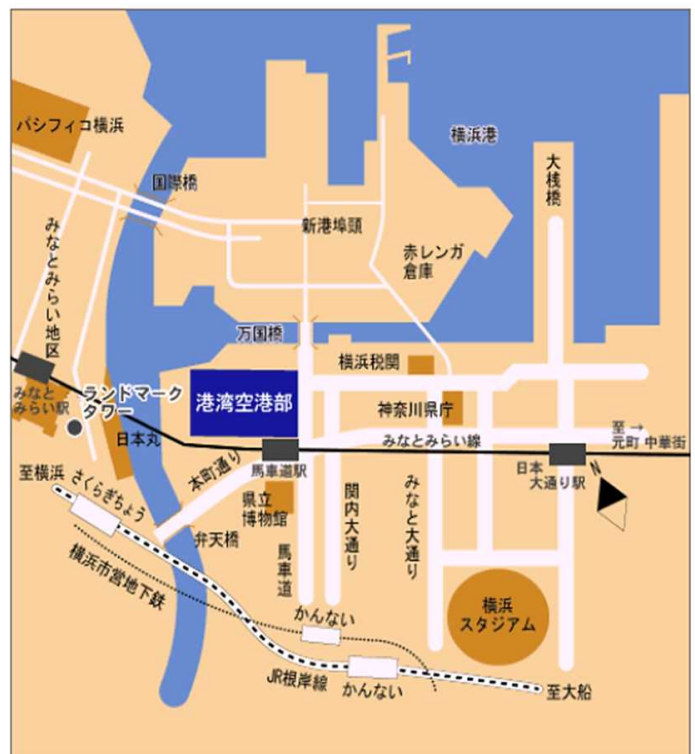 パシフィコ横浜
国際橋
横浜港
大桟橋
みなとみらい地区
新港埠頭
赤レンガ
倉庫
万国橋
横浜税関
みなと
みらい駅
ランドマーク
タワー
港湾空港部
神奈川県庁
日本丸
みなとみらい線
至→
元町 中華街
本町通り
馬車道駅
日本
大通り駅
N
至横浜
さくらぎちょう
県立
博物館
関内大通り
みなと大通り
弁天橋
馬車道
横浜市営地下鉄
かんない
横浜
スタジアム
JR根岸線
かんない
至大船